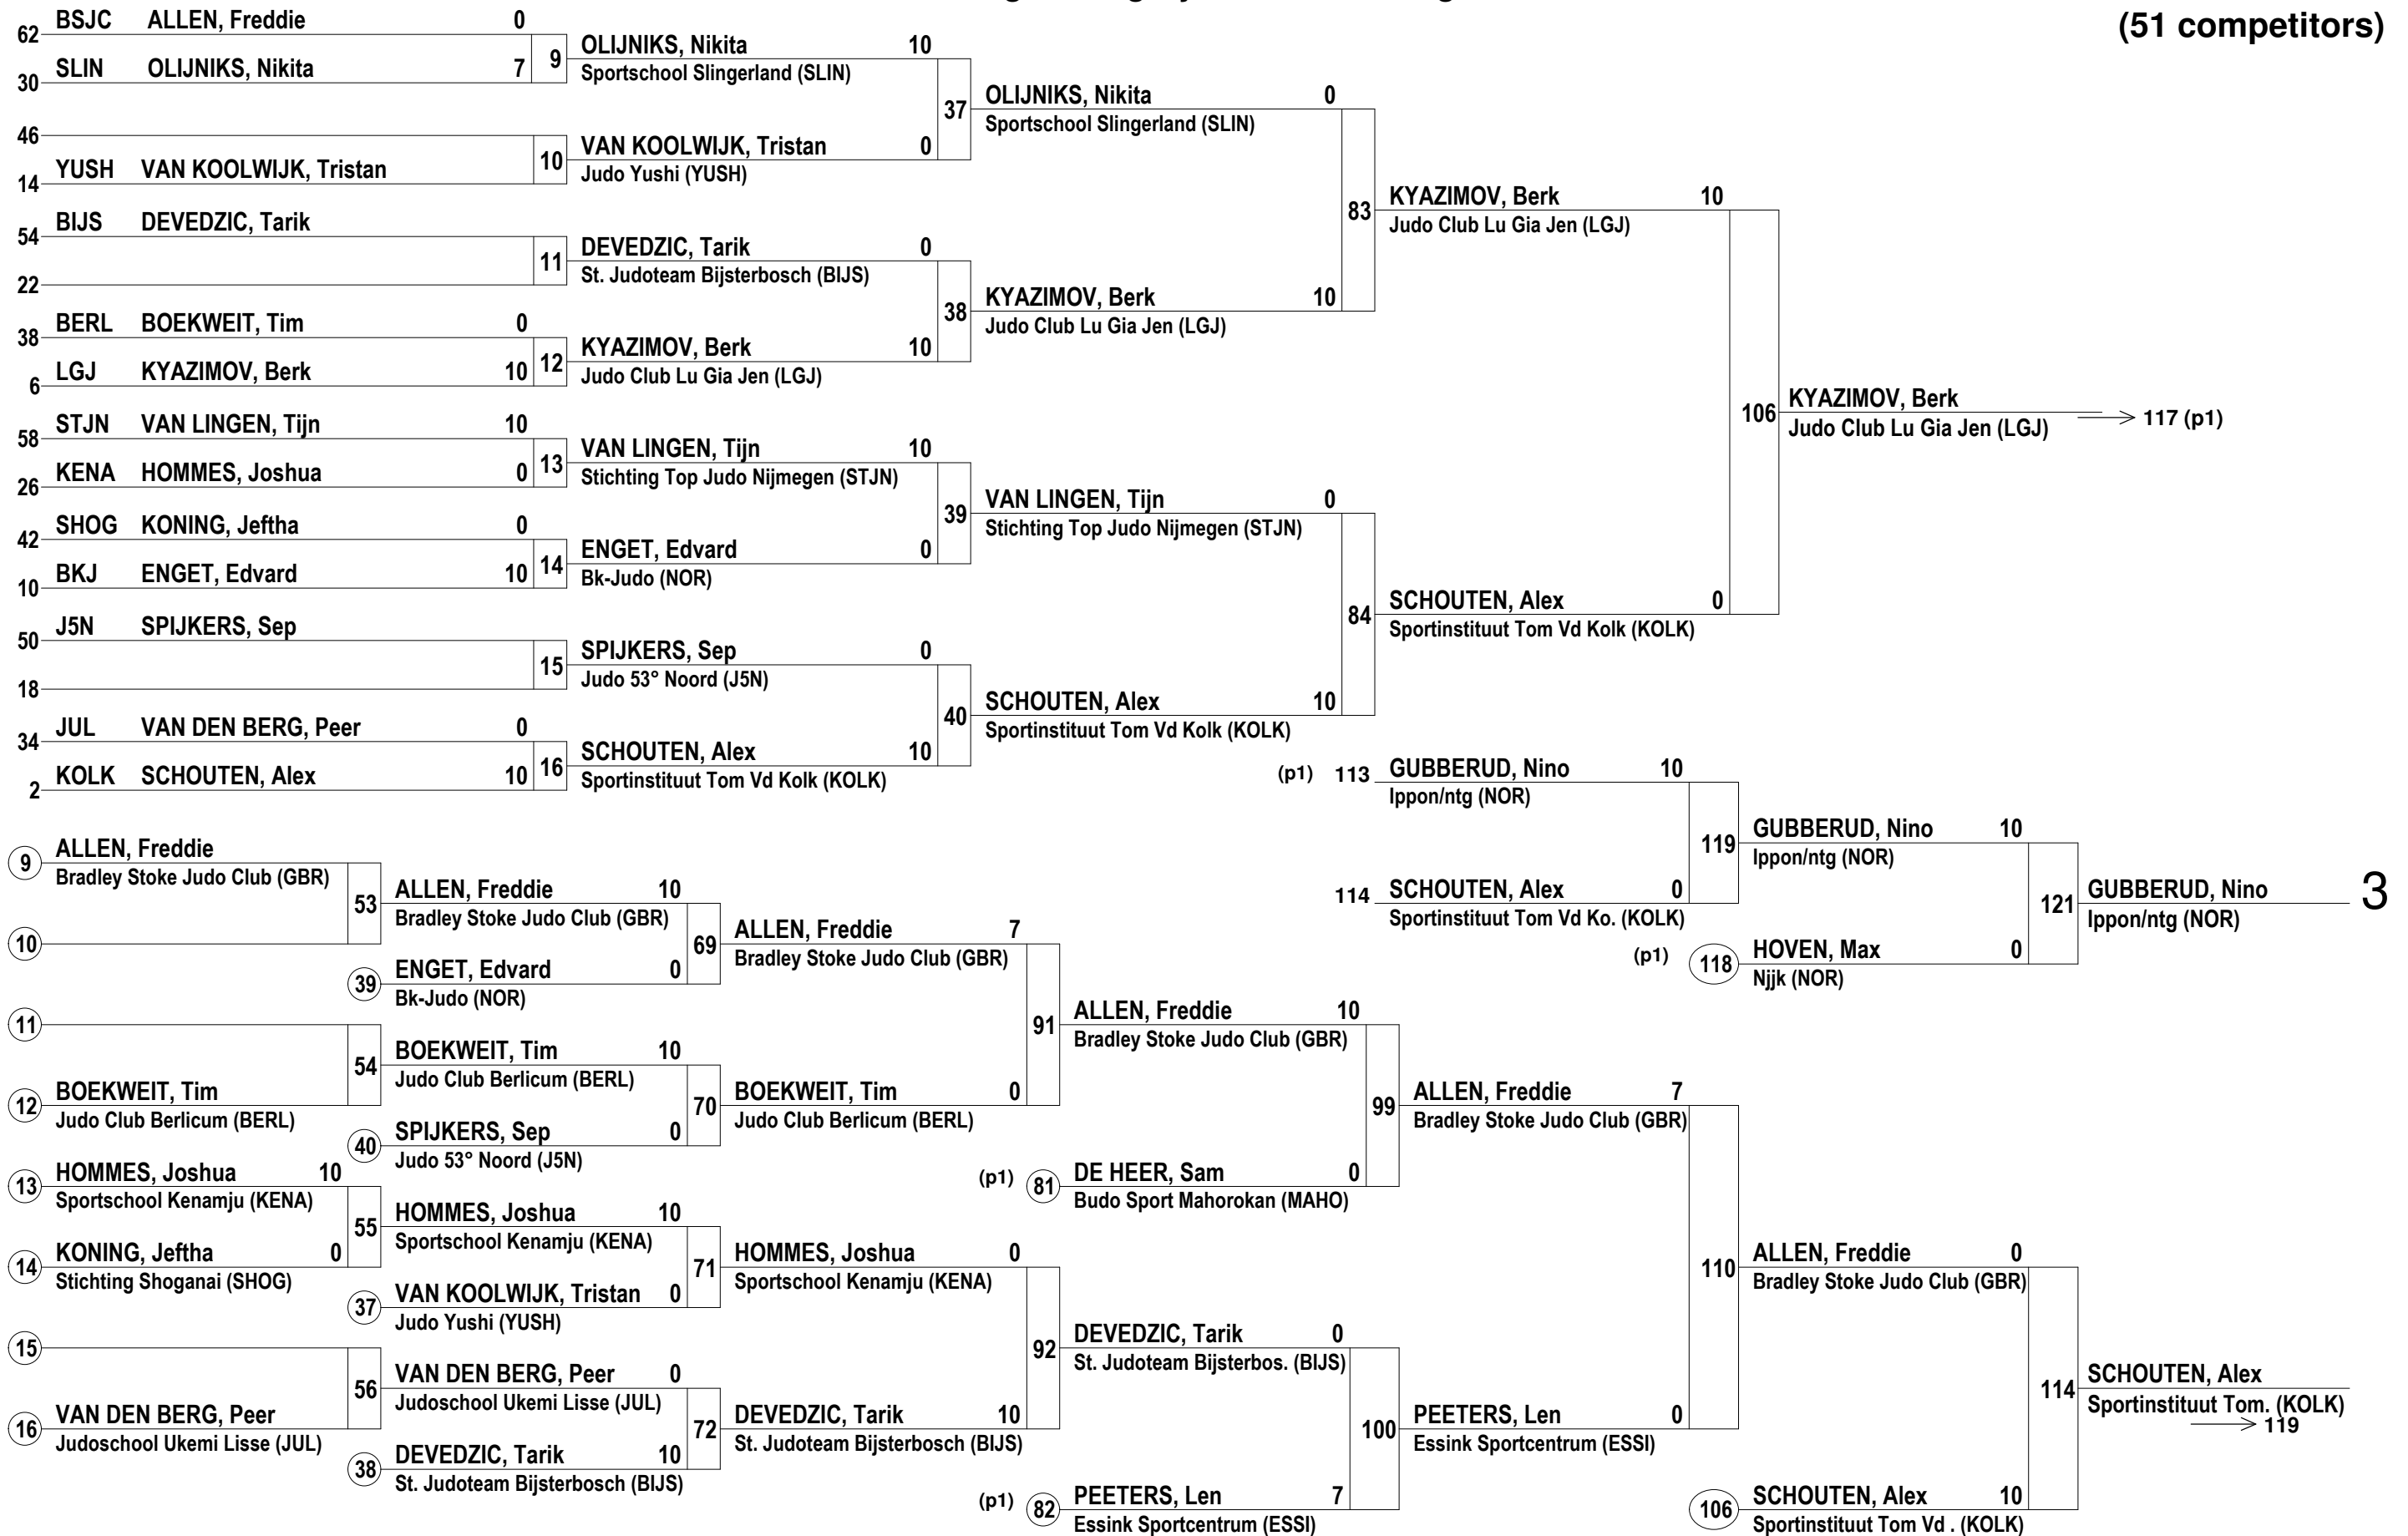 (51 competitors)
62 BSJC ALLEN, Freddie 0
30 SLIN OLIJNIKS, Nikita 7
9
46
14 YUSH VAN KOOLWIJK, Tristan
10
54 BIJS DEVEDZIC, Tarik
22
11
38 BERL BOEKWEIT, Tim 0
6 LGJ KYAZIMOV, Berk 10
12
58 STJN VAN LINGEN, Tijn 10
26 KENA HOMMES, Joshua 0
13
42 SHOG KONING, Jeftha 0
10 BKJ ENGET, Edvard 10
14
50 J5N SPIJKERS, Sep
18
15
34 JUL VAN DEN BERG, Peer 0
2 KOLK SCHOUTEN, Alex 10
16
OLIJNIKS, Nikita 10
Sportschool Slingerland (SLIN)
37
VAN KOOLWIJK, Tristan 0
Judo Yushi (YUSH)
DEVEDZIC, Tarik 0
St. Judoteam Bijsterbosch (BIJS)
38
KYAZIMOV, Berk 10
Judo Club Lu Gia Jen (LGJ)
VAN LINGEN, Tijn 10
Stichting Top Judo Nijmegen (STJN)
39
ENGET, Edvard 0
Bk-Judo (NOR)
SPIJKERS, Sep 0
Judo 53° Noord (J5N)
40
SCHOUTEN, Alex 10
Sportinstituut Tom Vd Kolk (KOLK)
OLIJNIKS, Nikita 0
Sportschool Slingerland (SLIN)
83
KYAZIMOV, Berk 10
Judo Club Lu Gia Jen (LGJ)
VAN LINGEN, Tijn 0
Stichting Top Judo Nijmegen (STJN)
84
SCHOUTEN, Alex 10
Sportinstituut Tom Vd Kolk (KOLK)
KYAZIMOV, Berk 10
Judo Club Lu Gia Jen (LGJ)
106
SCHOUTEN, Alex 0
Sportinstituut Tom Vd Kolk (KOLK)
KYAZIMOV, Berk
Judo Club Lu Gia Jen (LGJ)
117 (p1)
(p1) 113 GUBBERUD, Nino 10
Ippon/ntg (NOR)
119
114 SCHOUTEN, Alex 0
Sportinstituut Tom Vd Ko. (KOLK)
GUBBERUD, Nino 10
Ippon/ntg (NOR)
121
(p1) 118 HOVEN, Max 0
Njjk (NOR)
GUBBERUD, Nino
Ippon/ntg (NOR)
3
9 ALLEN, Freddie
Bradley Stoke Judo Club (GBR)
53
10
11
54
12 BOEKWEIT, Tim
Judo Club Berlicum (BERL)
13 HOMMES, Joshua 10
Sportschool Kenamju (KENA)
55
14 KONING, Jeftha 0
Stichting Shoganai (SHOG)
15
56
16 VAN DEN BERG, Peer
Judoschool Ukemi Lisse (JUL)
ALLEN, Freddie 10
Bradley Stoke Judo Club (GBR)
69
39 ENGET, Edvard 0
Bk-Judo (NOR)
BOEKWEIT, Tim 10
Judo Club Berlicum (BERL)
70
40 SPIJKERS, Sep 0
Judo 53° Noord (J5N)
HOMMES, Joshua 10
Sportschool Kenamju (KENA)
71
37 VAN KOOLWIJK, Tristan 0
Judo Yushi (YUSH)
VAN DEN BERG, Peer 0
Judoschool Ukemi Lisse (JUL)
72
38 DEVEDZIC, Tarik 10
St. Judoteam Bijsterbosch (BIJS)
ALLEN, Freddie 7
Bradley Stoke Judo Club (GBR)
91
BOEKWEIT, Tim 0
Judo Club Berlicum (BERL)
HOMMES, Joshua 0
Sportschool Kenamju (KENA)
92
DEVEDZIC, Tarik 10
St. Judoteam Bijsterbosch (BIJS)
ALLEN, Freddie 10
Bradley Stoke Judo Club (GBR)
99
(p1) 81 DE HEER, Sam 0
Budo Sport Mahorokan (MAHO)
DEVEDZIC, Tarik 0
St. Judoteam Bijsterbos. (BIJS)
100
(p1) 82 PEETERS, Len 7
Essink Sportcentrum (ESSI)
ALLEN, Freddie 7
Bradley Stoke Judo Club (GBR)
110
PEETERS, Len 0
Essink Sportcentrum (ESSI)
ALLEN, Freddie 0
Bradley Stoke Judo Club (GBR)
114
106 SCHOUTEN, Alex 10
Sportinstituut Tom Vd . (KOLK)
SCHOUTEN, Alex
Sportinstituut Tom. (KOLK)
119